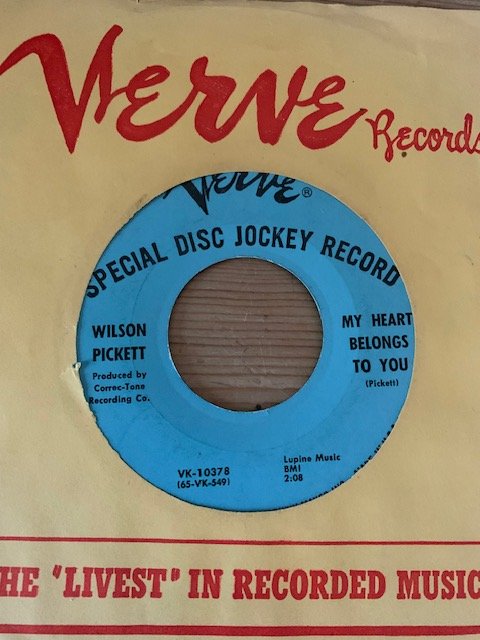 Verve Records
Verve®
SPECIAL DISC JOCKEY RECORD
WILSON
PICKETT
Produced by
Correc-Tone
Recording Co.
MY HEART
BELONGS
TO YOU
(Pickett)
VK-10378
(65-VK-549)
Lupine Music
BMI
2:08
HE "LIVEST" IN RECORDED MUSIC